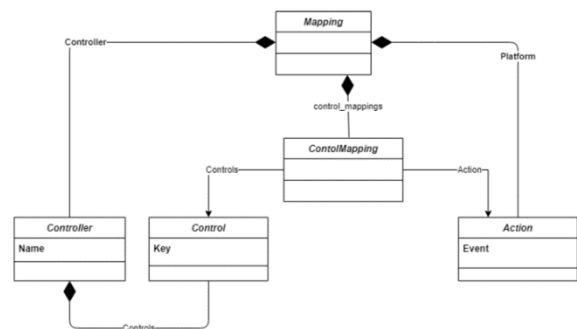 Mapping
Controller
Platform
control_mappings
ContolMapping
Controls
Action
Controller
Control
Action
Name
Key
Event
Controls